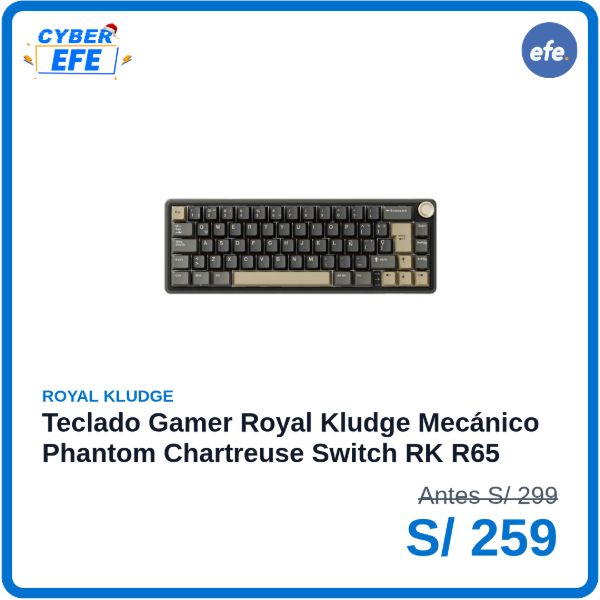 CYBER
EFE
efe.
ROYAL KLUDGE
Teclado Gamer Royal Kludge Mecánico
Phantom Chartreuse Switch RK R65
Antes S/ 299
S/ 259